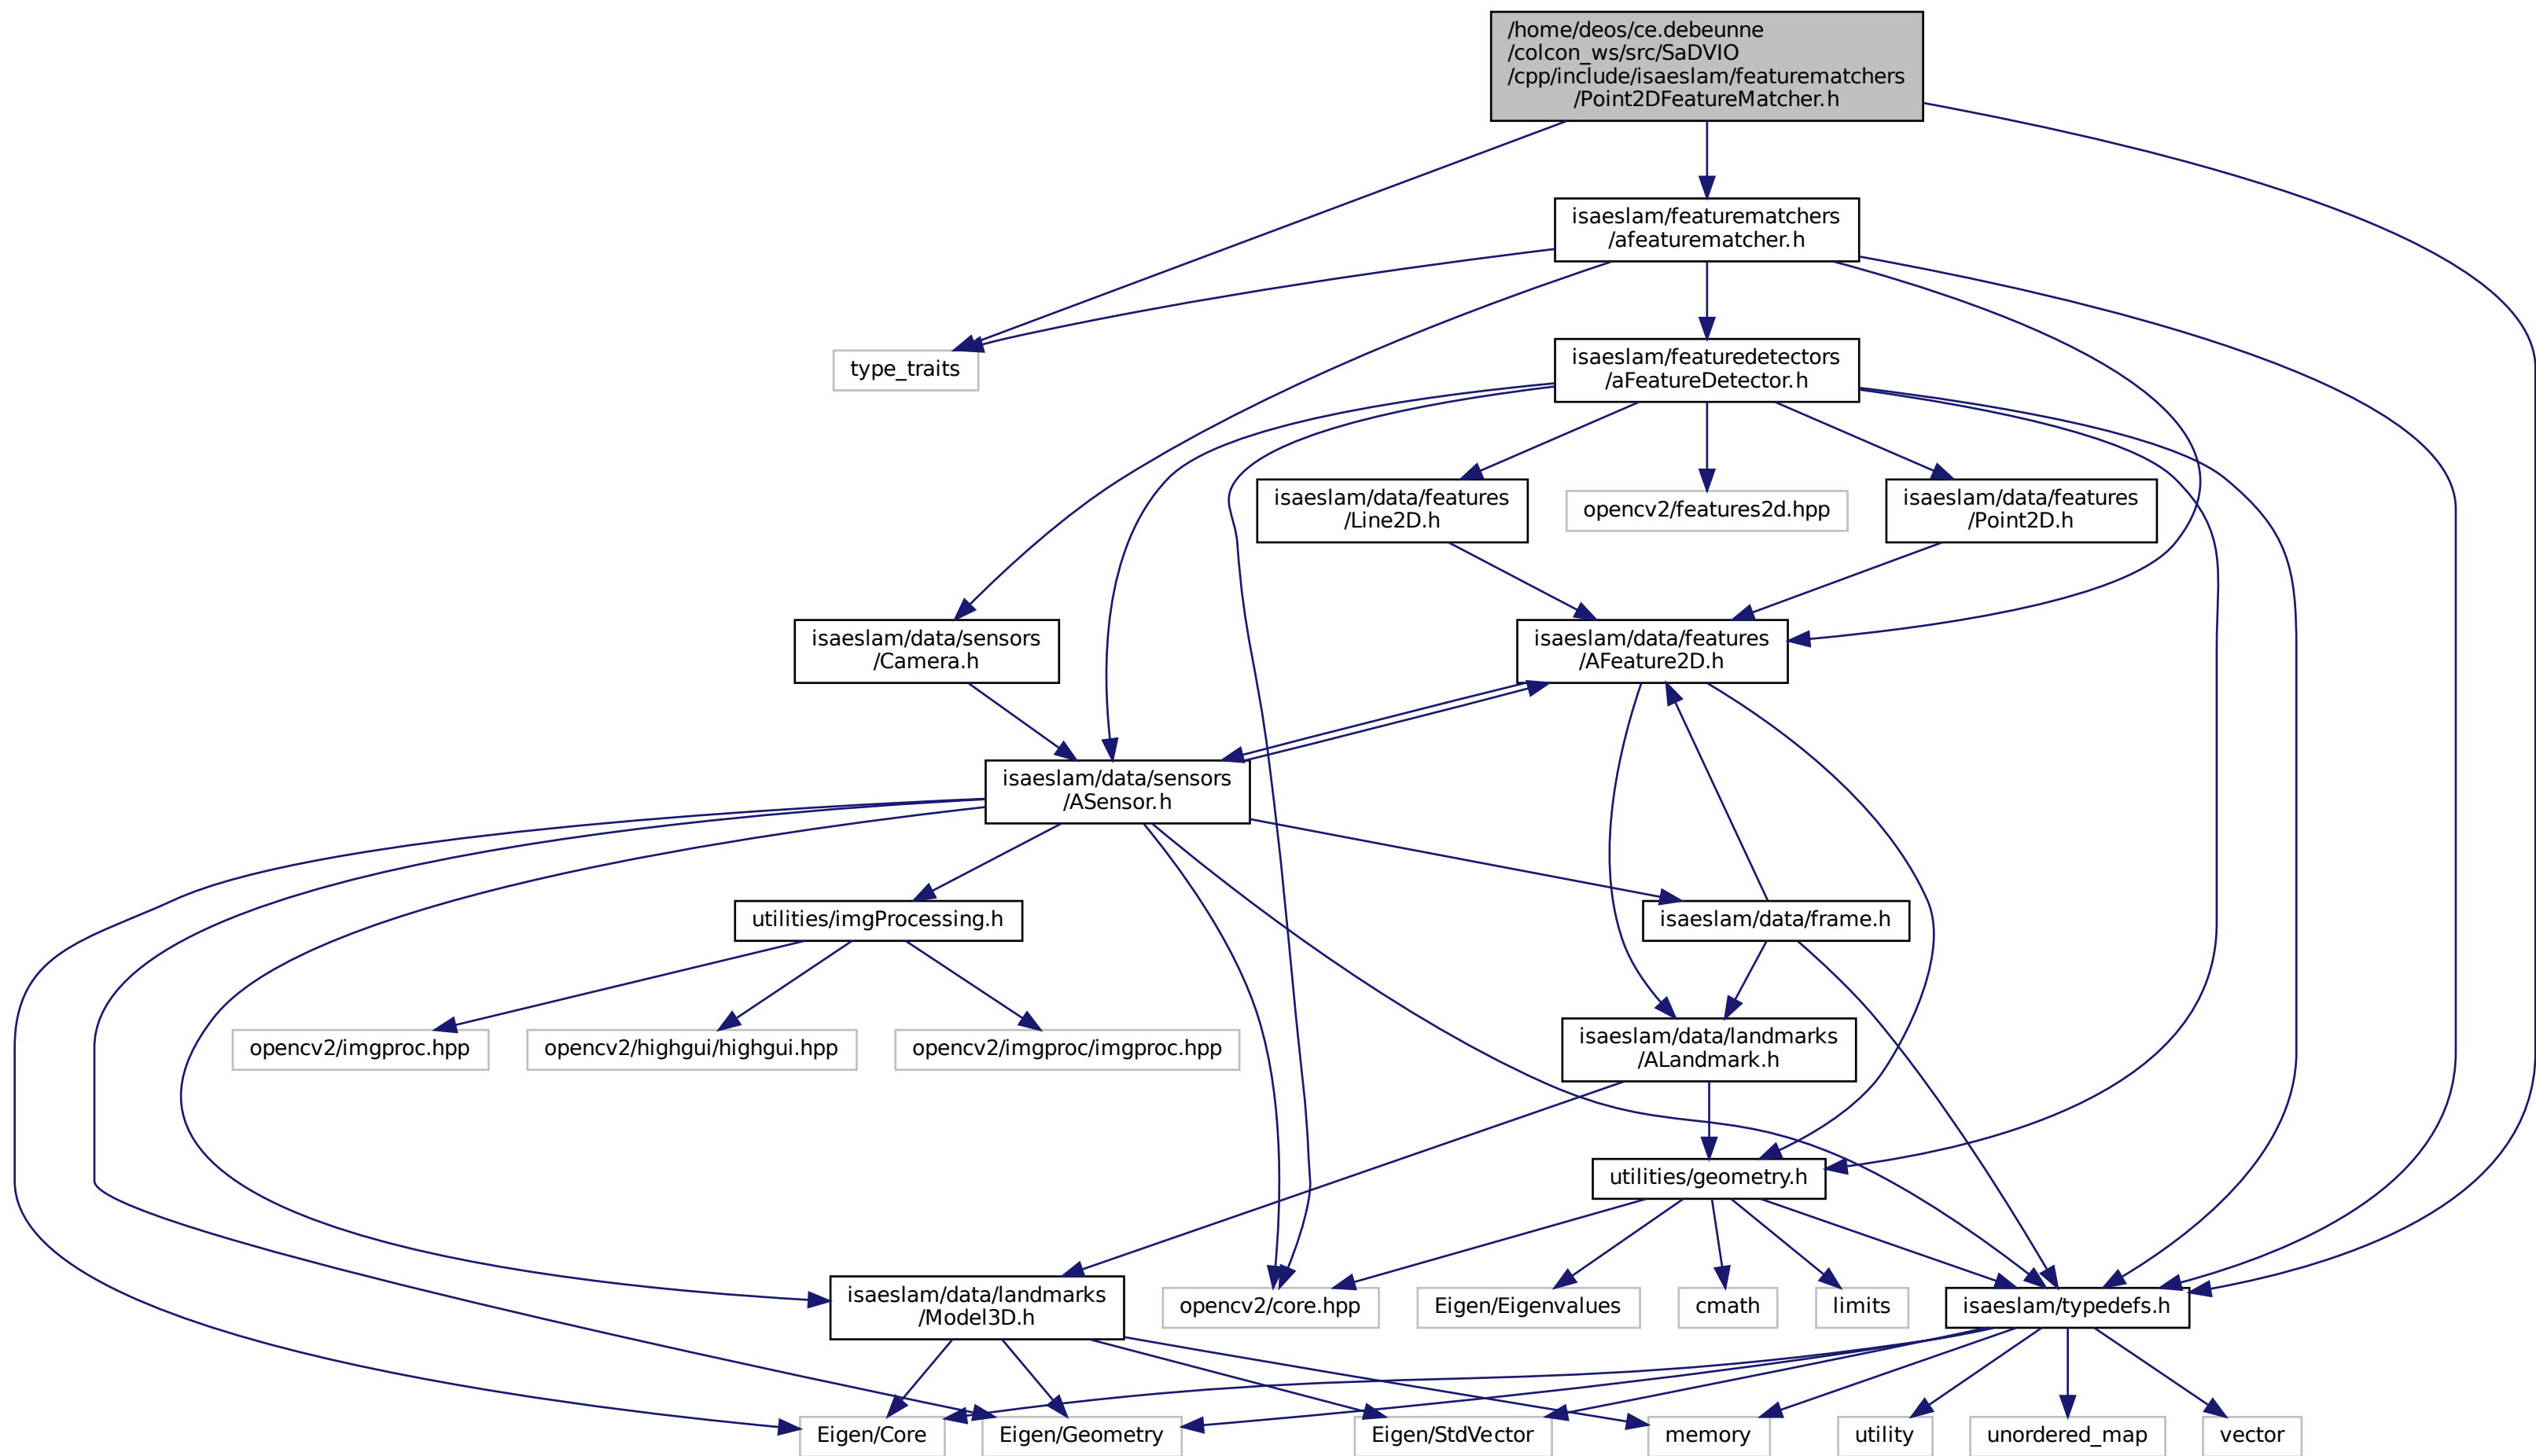 /home/deos/ce.debeunne
/colcon_ws/src/SaDVIO
/cpp/include/isaeslam/featurematchers
/Point2DFeatureMatcher.h
isaeslam/featurematchers
/afeaturematcher.h
type_traits
isaeslam/featuredetectors
/aFeatureDetector.h
isaeslam/data/features
/Line2D.h
opencv2/features2d.hpp
isaeslam/data/features
/Point2D.h
isaeslam/data/sensors
/Camera.h
isaeslam/data/features
/AFeature2D.h
isaeslam/data/sensors
/ASensor.h
utilities/imgProcessing.h
isaeslam/data/frame.h
opencv2/imgproc.hpp
opencv2/highgui/highgui.hpp
opencv2/imgproc/imgproc.hpp
isaeslam/data/landmarks
/ALandmark.h
utilities/geometry.h
isaeslam/data/landmarks
/Model3D.h
opencv2/core.hpp
Eigen/Eigenvalues
cmath
limits
isaeslam/typedefs.h
Eigen/Core
Eigen/Geometry
Eigen/StdVector
memory
utility
unordered_map
vector